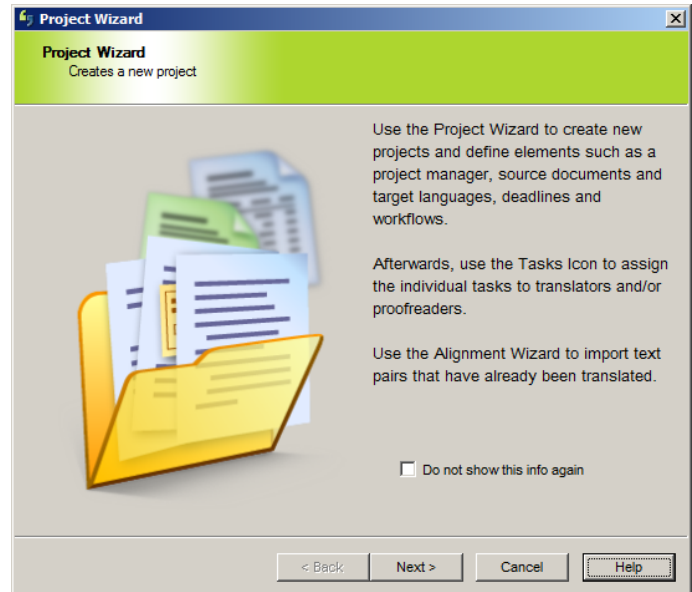 Project Wizard
Project Wizard
Creates a new project
Use the Project Wizard to create new
projects and define elements such as a
project manager, source documents and
target languages, deadlines and
workflows.
Afterwards, use the Tasks Icon to assign
the individual tasks to translators and/or
proofreaders.
Use the Alignment Wizard to import text
pairs that have already been translated.
Do not show this info again
< Back
Next >
Cancel
Help